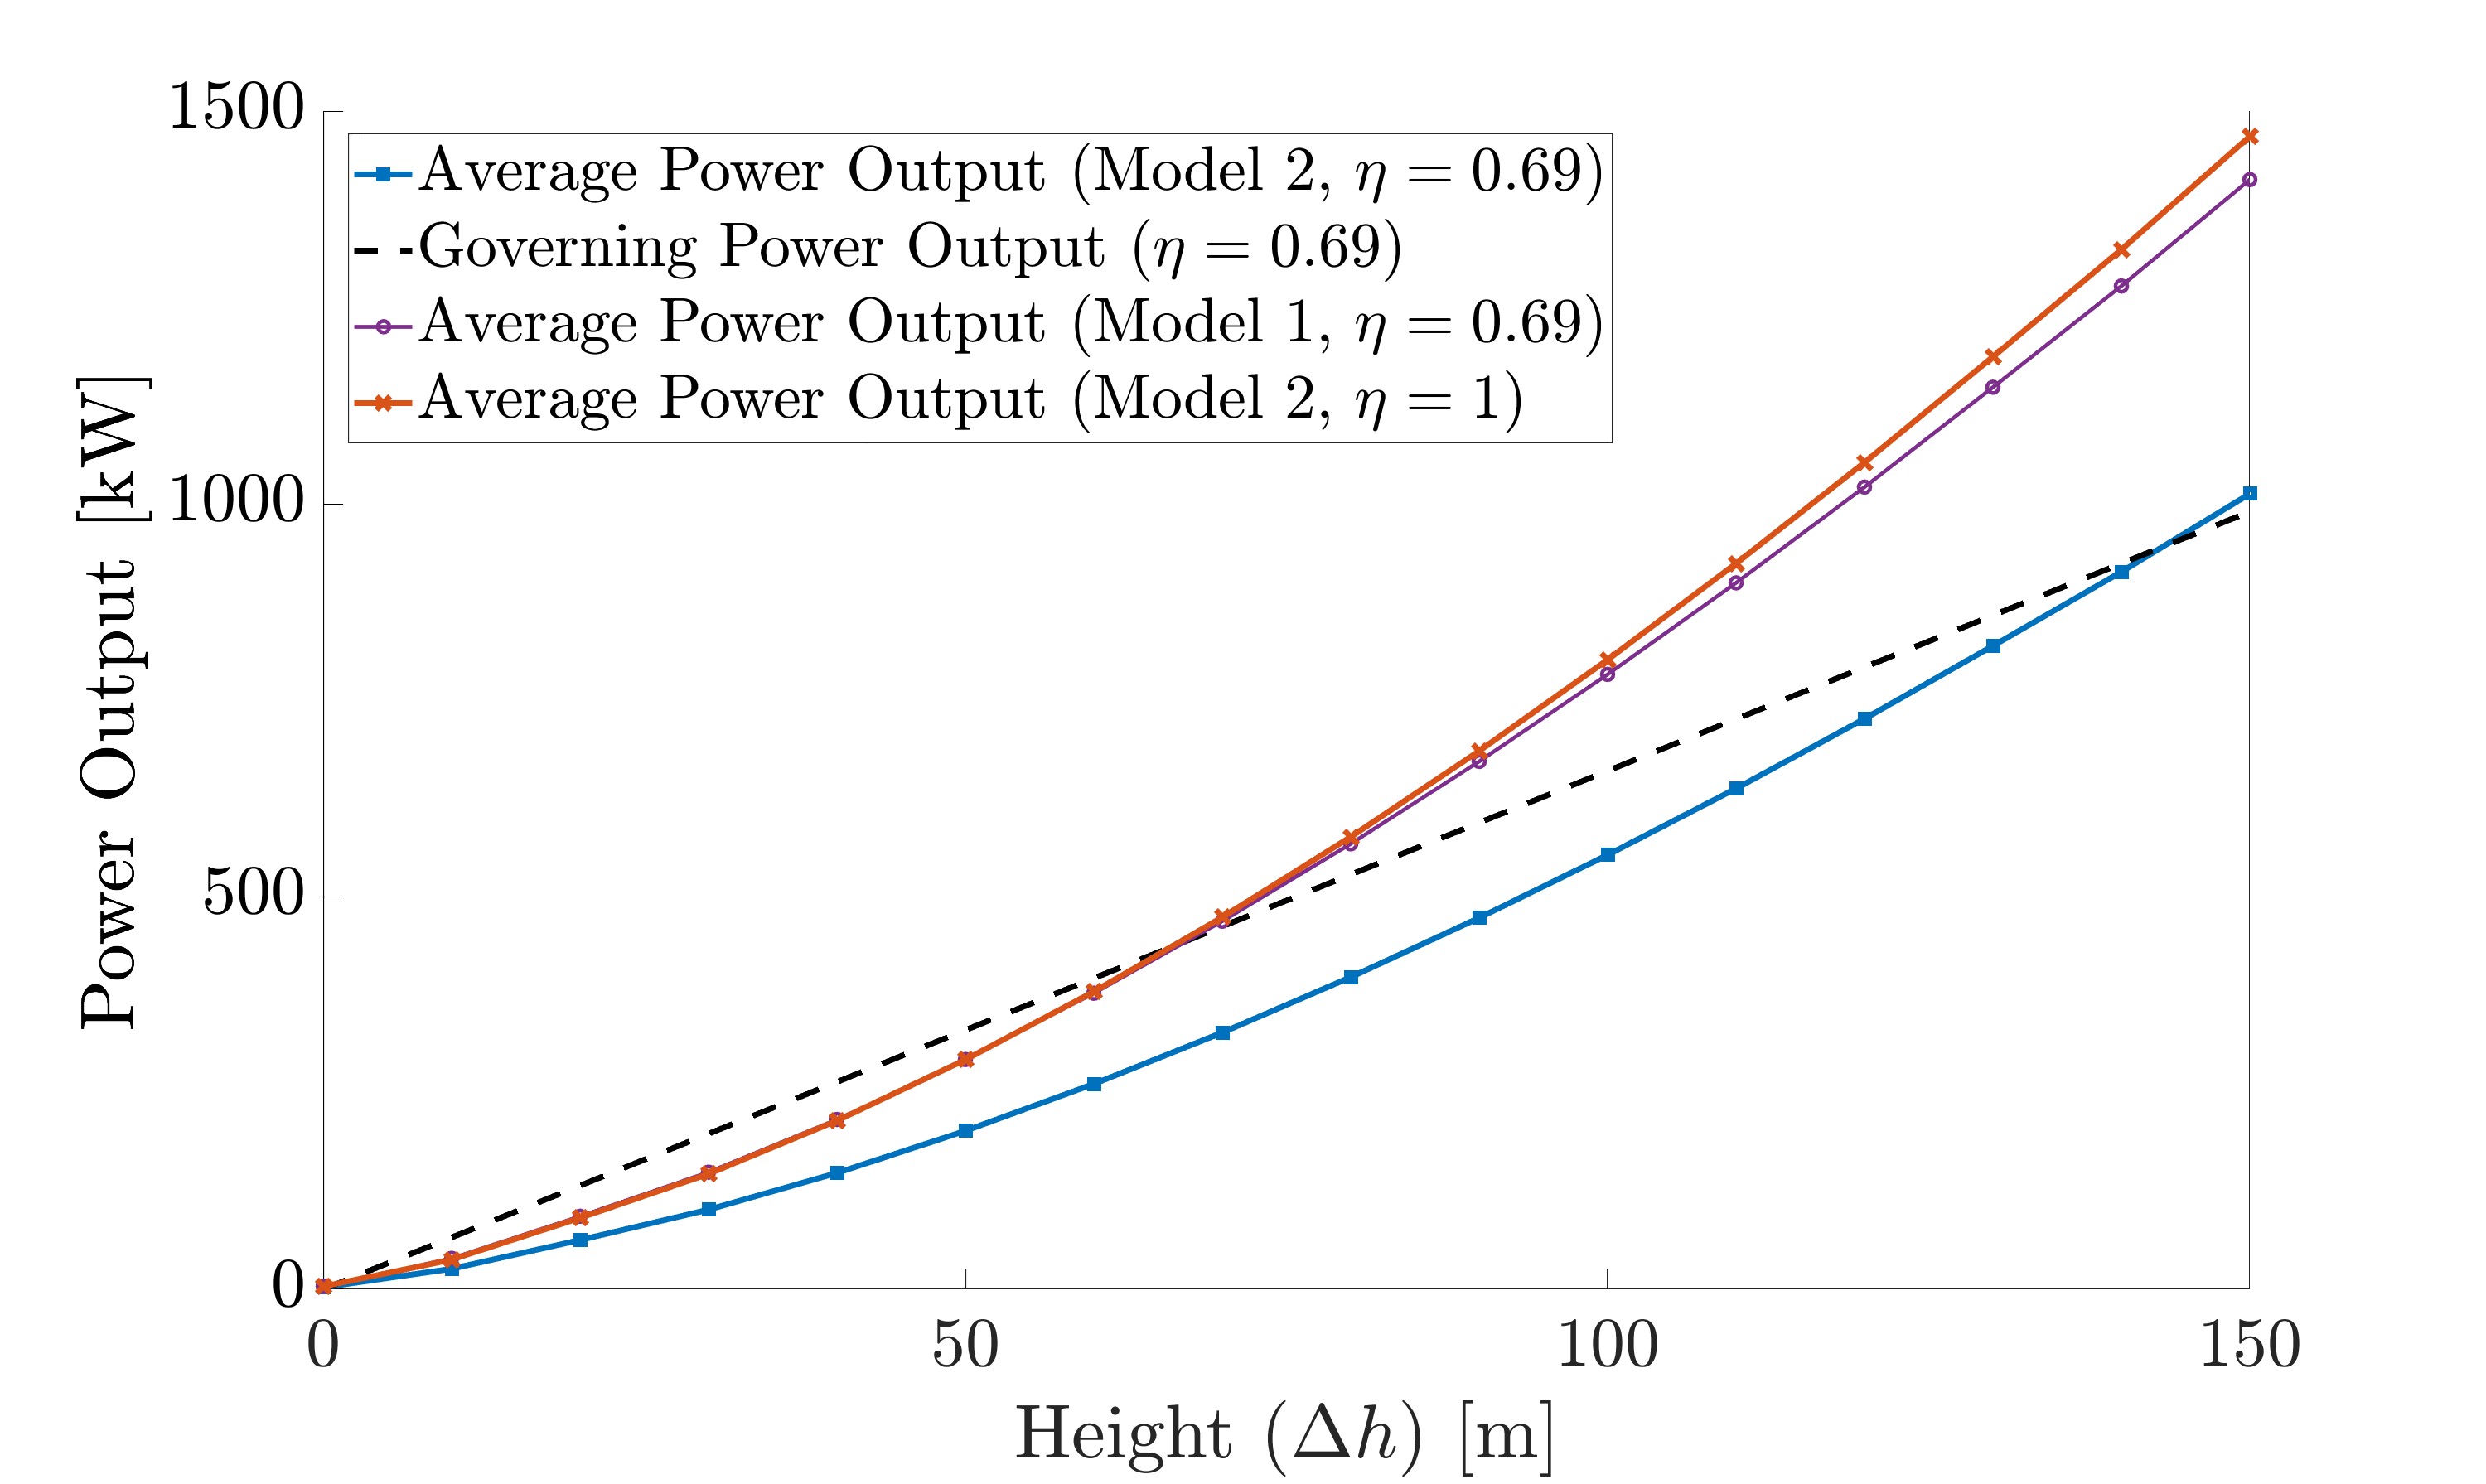 1500
Average Power Output (Model 2, η = 0.69)
Governing Power Output (η = 0.69)
Average Power Output (Model 1, η = 0.69)
Average Power Output (Model 2, η = 1)
1000
500
0
Power Output [kW]
0 50 100 150
Height (Δh) [m]